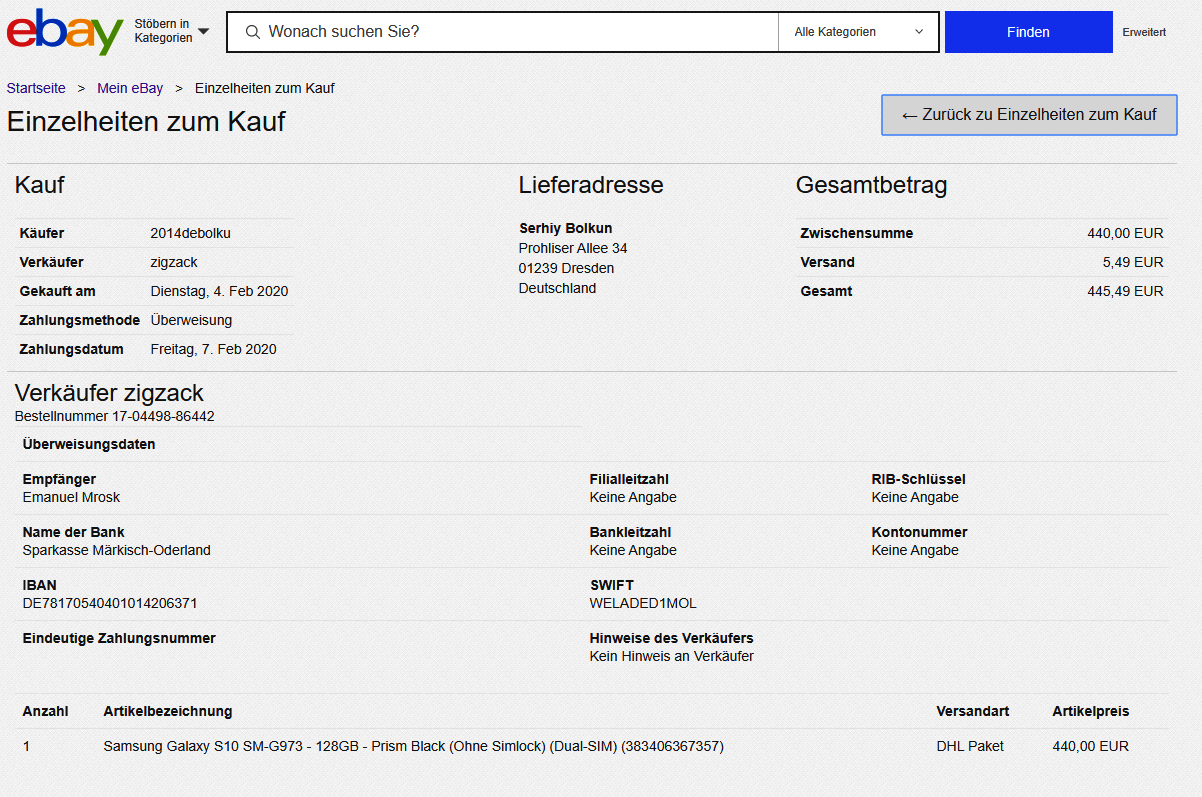 ebay
Stöbern in
Kategorien
Wonach suchen Sie?
Alle Kategorien
Finden
Erweitert
Startseite > Mein eBay > Einzelheiten zum Kauf
Einzelheiten zum Kauf
← Zurück zu Einzelheiten zum Kauf
Kauf
Käufer 2014debolku
Verkäufer zigzack
Gekauft am Dienstag, 4. Feb 2020
Zahlungsmethode Überweisung
Zahlungsdatum Freitag, 7. Feb 2020
Lieferadresse
Serhiy Bolkun
Prohliser Allee 34
01239 Dresden
Deutschland
Gesamtbetrag
Zwischensumme 440,00 EUR
Versand 5,49 EUR
Gesamt 445,49 EUR
Verkäufer zigzack
Bestellnummer 17-04498-86442
Überweisungsdaten
Empfänger Filialleitzahl RIB-Schlüssel
Emanuel Mrosk Keine Angabe Keine Angabe
Name der Bank Bankleitzahl Kontonummer
Sparkasse Märkisch-Oderland Keine Angabe Keine Angabe
IBAN SWIFT
DE78170540401014206371 WELADED1MOL
Eindeutige Zahlungsnummer Hinweise des Verkäufers
Kein Hinweis an Verkäufer
Anzahl Artikelbezeichnung Versandart Artikelpreis
1 Samsung Galaxy S10 SM-G973 - 128GB - Prism Black (Ohne Simlock) (Dual-SIM) (383406367357) DHL Paket 440,00 EUR